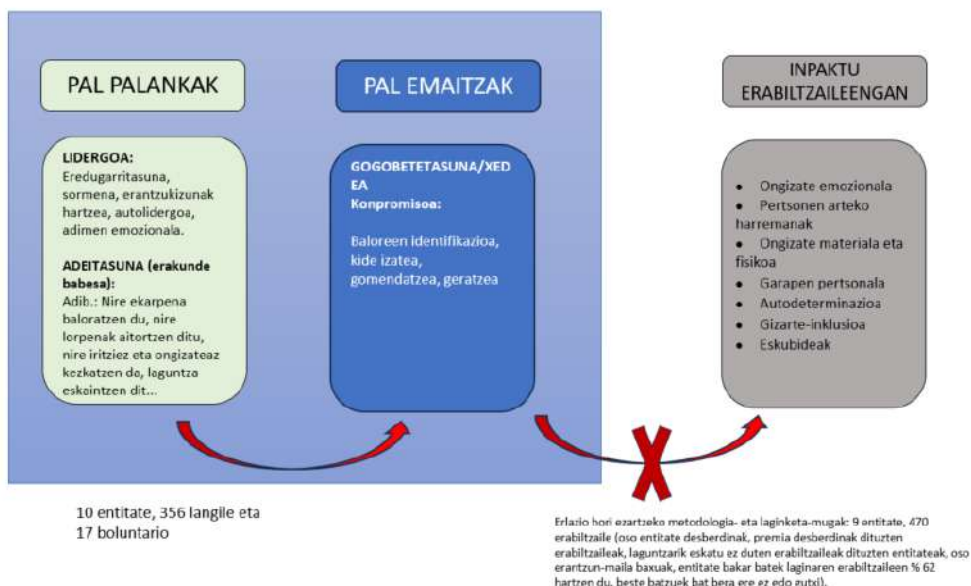 PAL PALANKAK
LIDERGOA:
Eredugarritasuna,
sormena, erantzukizunak
hartzea, autolidergoa,
adimen emozionala.
ADEITASUNA (erakunde
babesa):
Adib.: Nire ekarpena
baloratzen du, nire
lorpenak aitortzen ditu,
nire iritziez eta ongizateaz
kezkatzen da, laguntza
eskaintzen dit...
PAL EMAITZAK
GOGOBETETASUNA/XED
EA
Konpromisoa:
Baloreen identifikazioa,
kide izatea,
gomendatzea, geratzea
INPAKTU
ERABILTZAILEENGAN
● Ongizate emozionala
● Pertsonen arteko
harremanak
● Ongizate materiala eta
fisikoa
● Garapen pertsonala
● Autodeterminazioa
● Gizarte-inklusioa
● Eskubideak
10 entitate, 356 langile eta
17 boluntario
Erlazio hori ezartzeko metodologia- eta laginketa-mugak: 9 entitate, 470
erabiltzaile (oso entitate desberdinak, premia desberdinak dituzten
erabiltzaileak, laguntzarik eskatu ez duten erabiltzaileak dituzten entitateak, oso
erantzun-maila baxuak, entitate bakar batek laginaren erabiltzaileen % 62
hartzen du, beste batzuek bat bera ere ez edo gutxi).